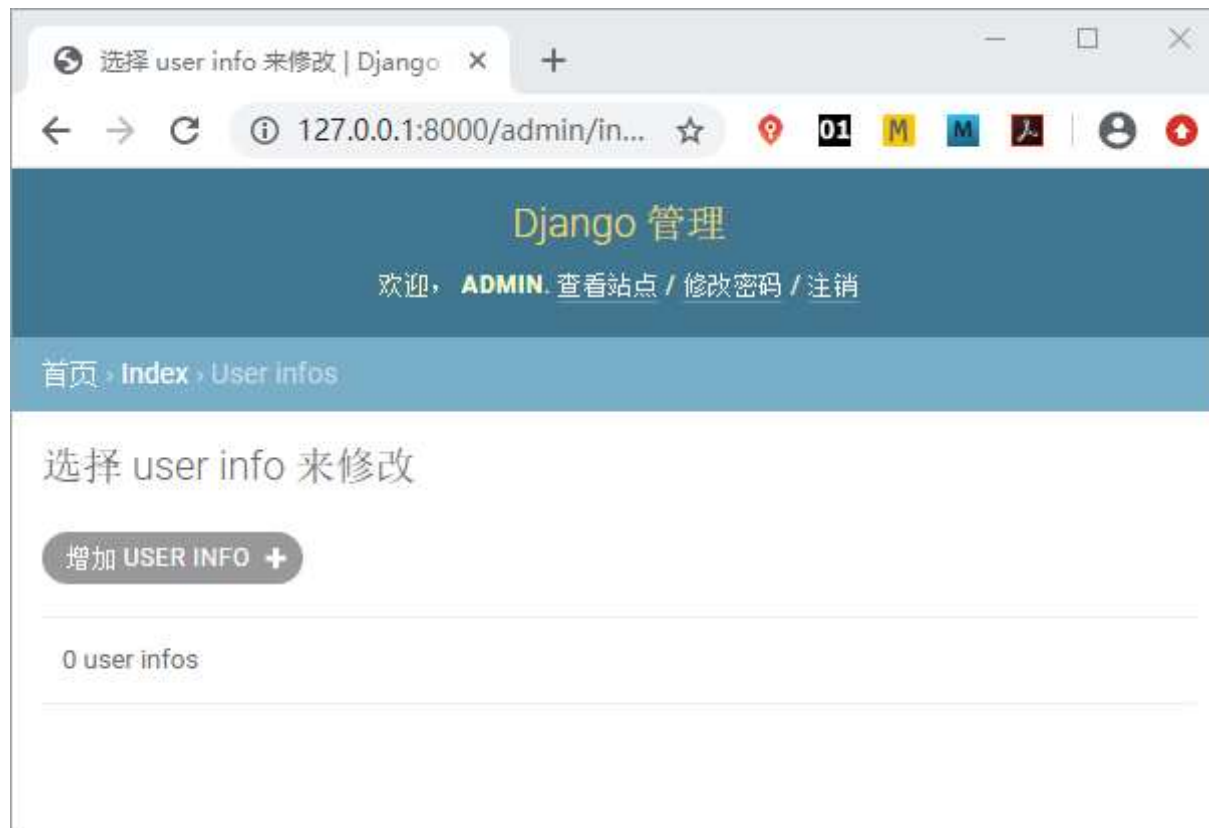 选择 user info 来修改 | Django
127.0.0.1:8000/admin/in...
01 M M
Django 管理
欢迎， ADMIN. 查看站点 / 修改密码 / 注销
首页 › Index › User infos
选择 user info 来修改
增加 USER INFO +
0 user infos